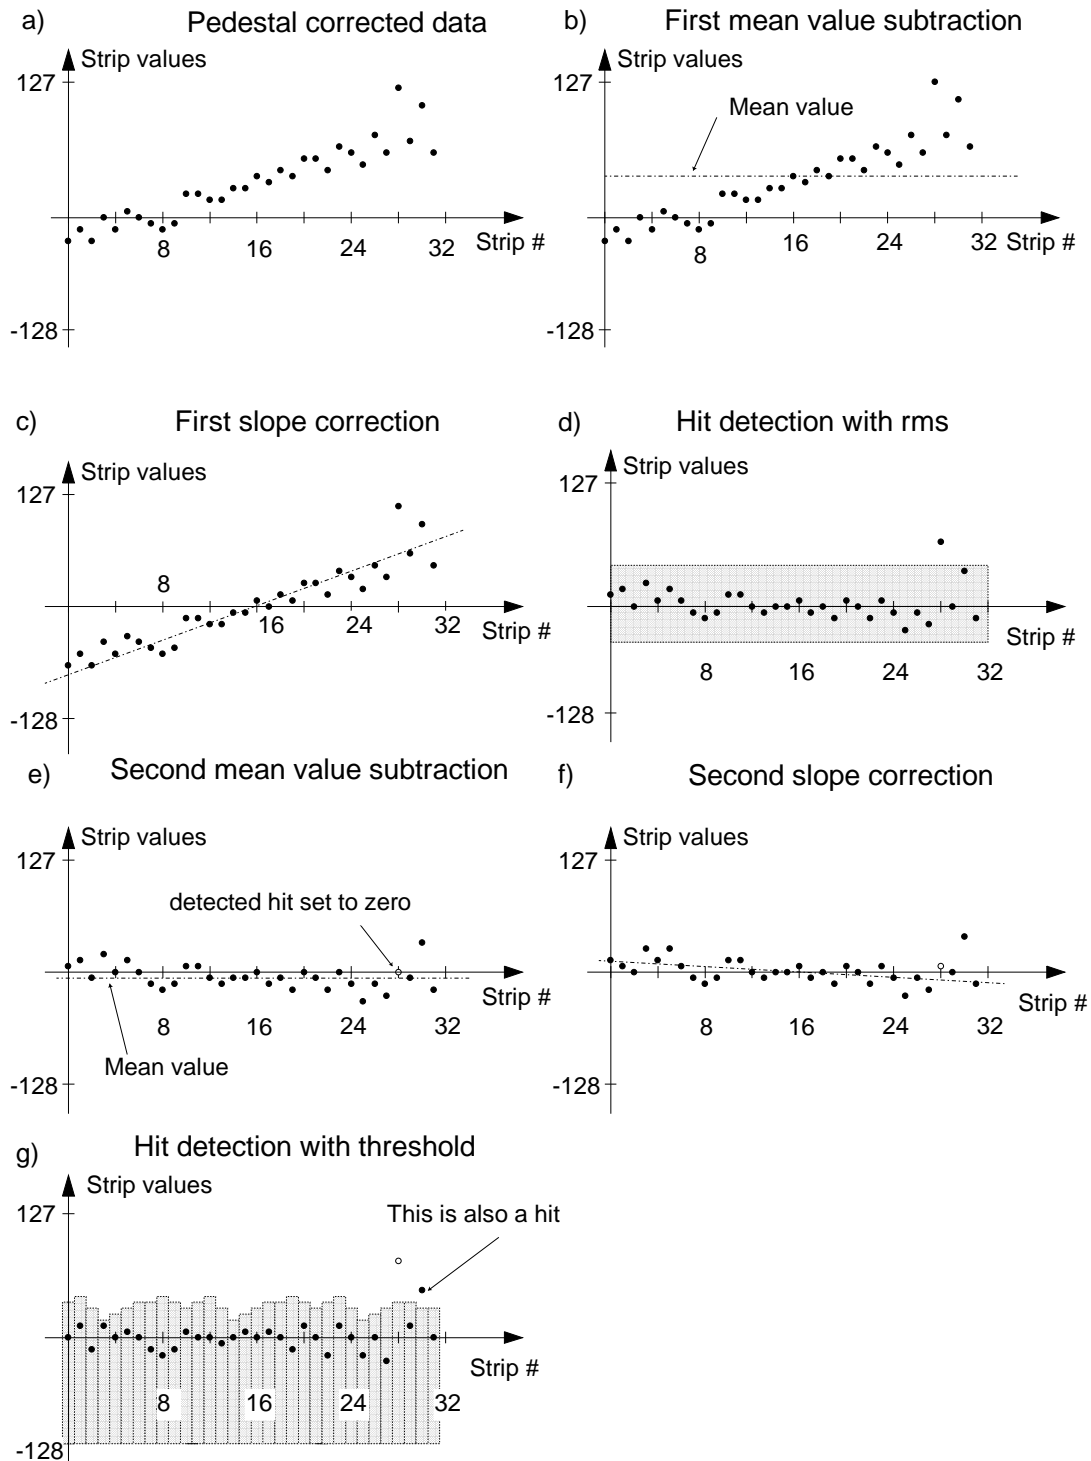 a)
Pedestal corrected data
Strip values
127
8
16
24
32
Strip #
-128
b)
First mean value subtraction
Strip values
127
Mean value
8
16
24
32
Strip #
-128
c)
First slope correction
Strip values
127
8
16
24
32
Strip #
-128
d)
Hit detection with rms
Strip values
127
Strip #
8
16
24
32
-128
e)
Second mean value subtraction
Strip values
127
detected hit set to zero
Strip #
8
16
24
32
Mean value
-128
f)
Second slope correction
Strip values
127
Strip #
8
16
24
32
-128
g)
Hit detection with threshold
Strip values
127
This is also a hit
Strip #
8
16
24
32
-128